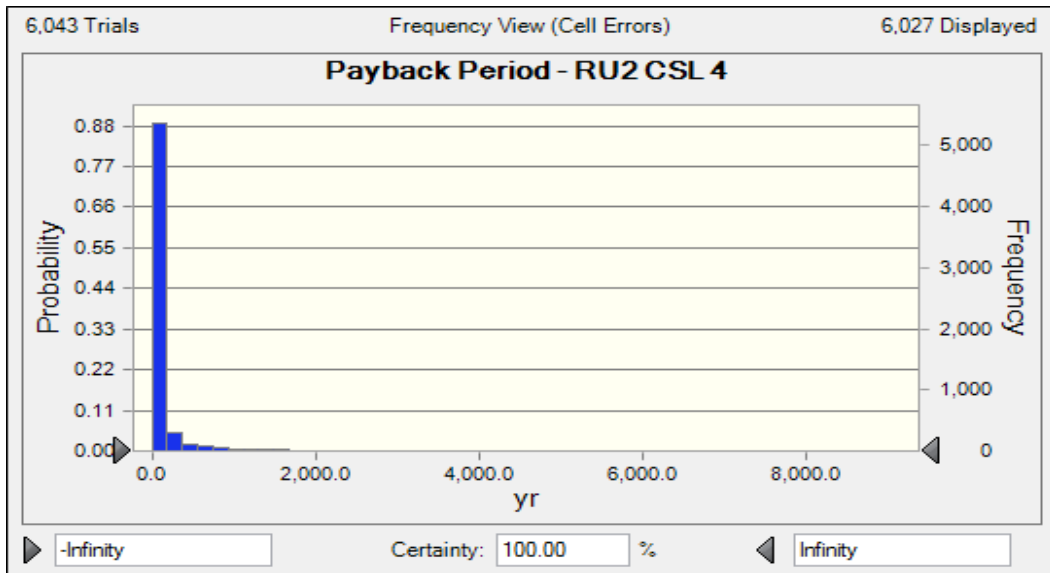 6,043 Trials Frequency View (Cell Errors) 6,027 Displayed
Payback Period - RU2 CSL 4
Probability
0.88
0.77
0.66
0.55
0.44
0.33
0.22
0.11
0.00
5,000
4,000
3,000
2,000
1,000
0
Frequency
0.0 2,000.0 4,000.0 6,000.0 8,000.0
yr
-Infinity Certainty: 100.00 % Infinity